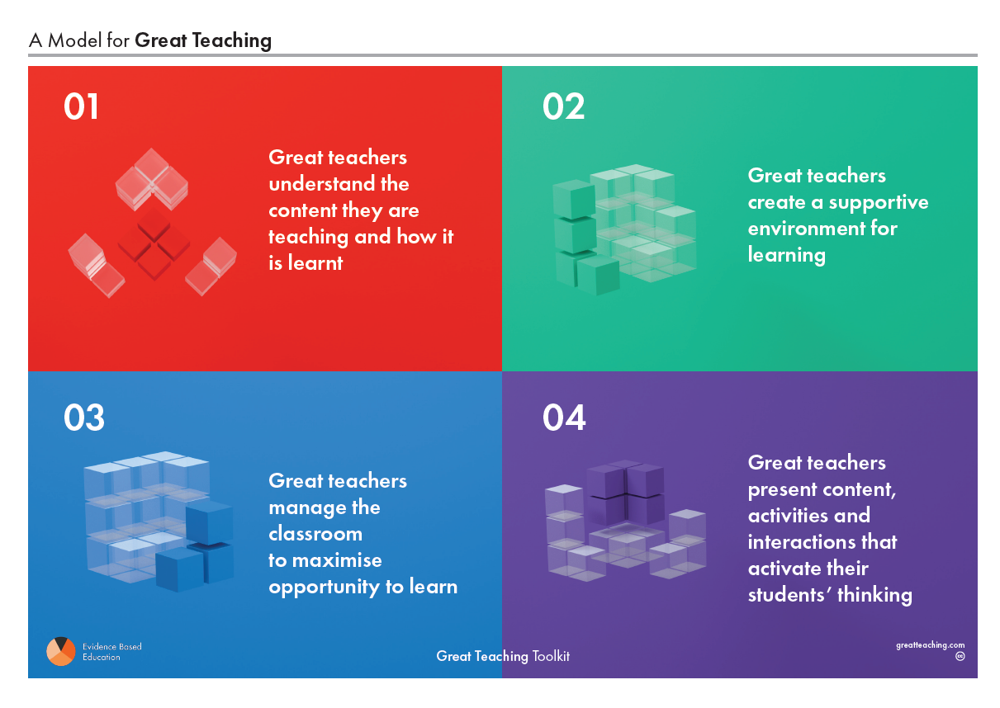 A Model for Great Teaching
01
Great teachers
understand the
content they are
teaching and how it
is learnt
02
Great teachers
create a supportive
environment for
learning
03
Great teachers
manage the
classroom
to maximise
opportunity to learn
04
Great teachers
present content,
activities and
interactions that
activate their
students’ thinking
Evidence Based
Education
Great Teaching Toolkit
greatteaching.com
cc